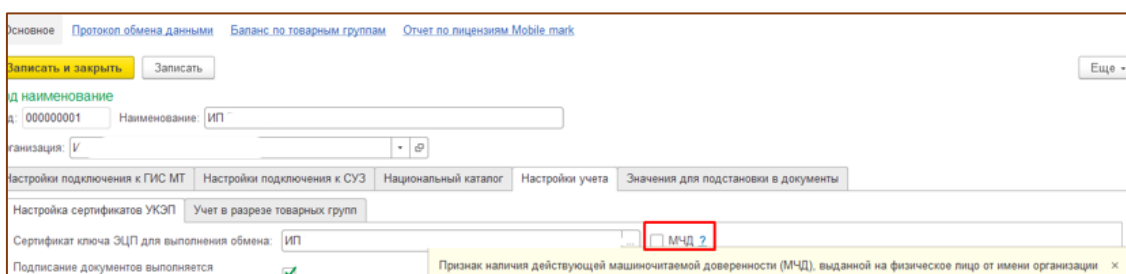 Основное Протокол обмена данными Баланс по товарным группам Отчет по лицензиям Mobile mark
Записать и закрыть Записать Еще
од наименование
д: 000000001 Наименование: ИП
рганизация: И
Настройки подключения к ГИС МТ Настройки подключения к СУЗ Национальный каталог Настройки учета Значения для подстановки в документы
Настройка сертификатов УКЭП Учет в разрезе товарных групп
Сертификат ключа ЭЦП для выполнения обмена: ИП ... МЧД ?
Подписание документов выполняется Признак наличия действующей машиночитаемой доверенности (МЧД), выданной на физическое лицо от имени организации ×